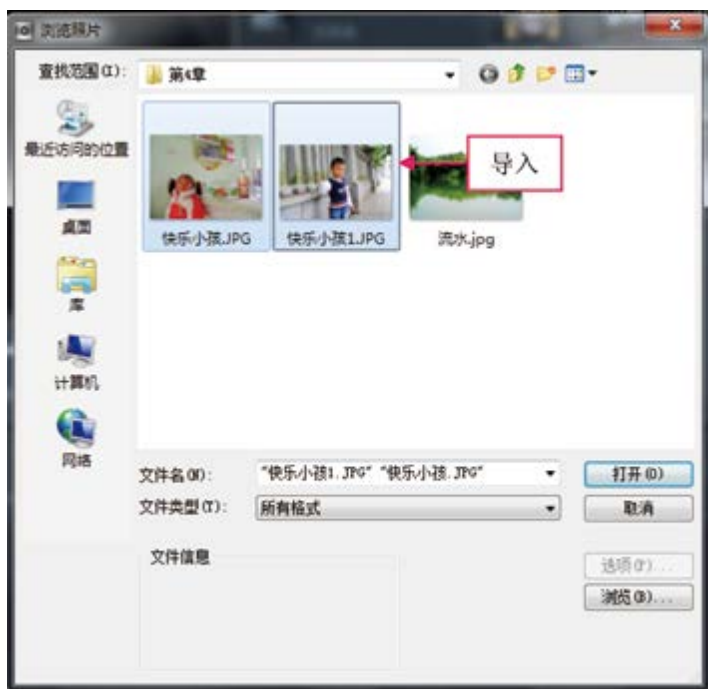 浏览照片
查找范围(I): 第4章
最近访问的位置
桌面
库
计算机
网络
导入
快乐小孩.JPG 快乐小孩1.JPG 流水.jpg
文件名(N): "快乐小孩1.JPG" "快乐小孩.JPG" 打开(O)
文件类型(T): 所有格式 取消
文件信息
选项(P)...
浏览(B)...